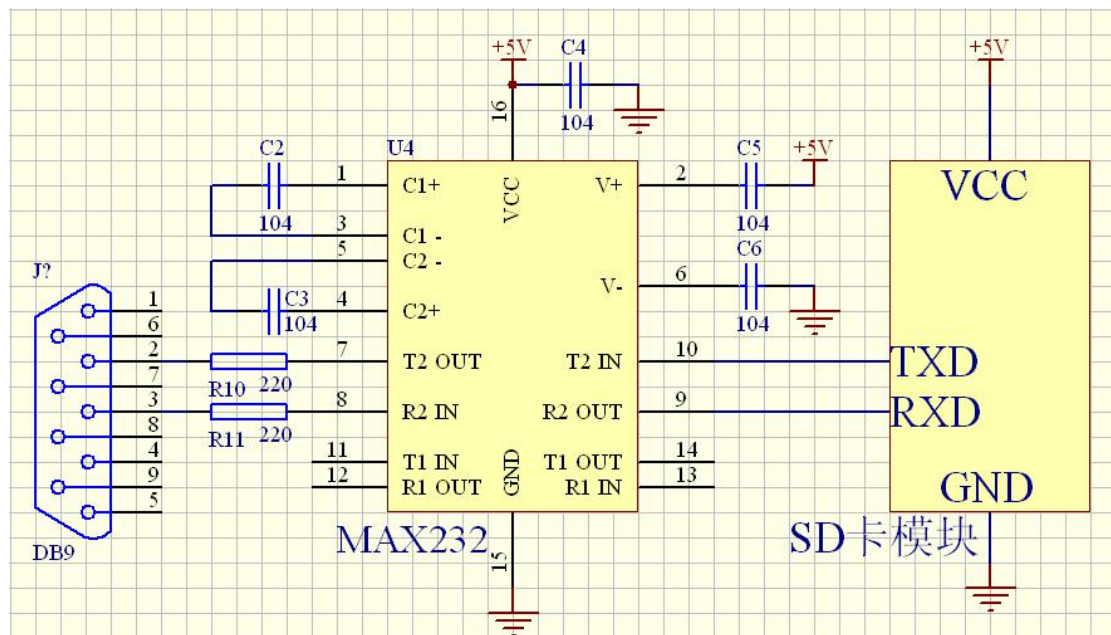 +5V
C4
+5V
16
104
C2
U4
C5
+5V
1
C1+
VCC
V+
2
VCC
104
104
3
C1 -
5
C2 -
C6
J?
V-
6
C3
4
C2+
104
104
1
6
2
7
T2 OUT
T2 IN
10
TXD
7
R10
220
3
8
R2 IN
R2 OUT
9
RXD
8
R11
220
4
11
T1 IN
T1 OUT
14
9
12
R1 OUT
GND
R1 IN
13
GND
5
DB9
MAX232
15
SD卡模块